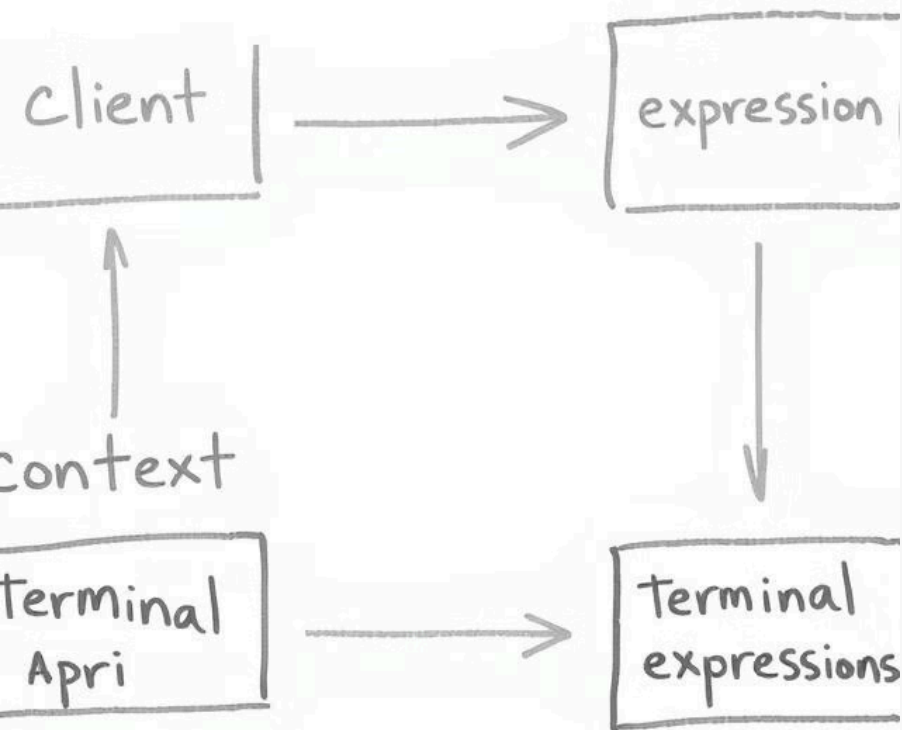 client
expression
context
Terminal
Apri
Terminal
expressions